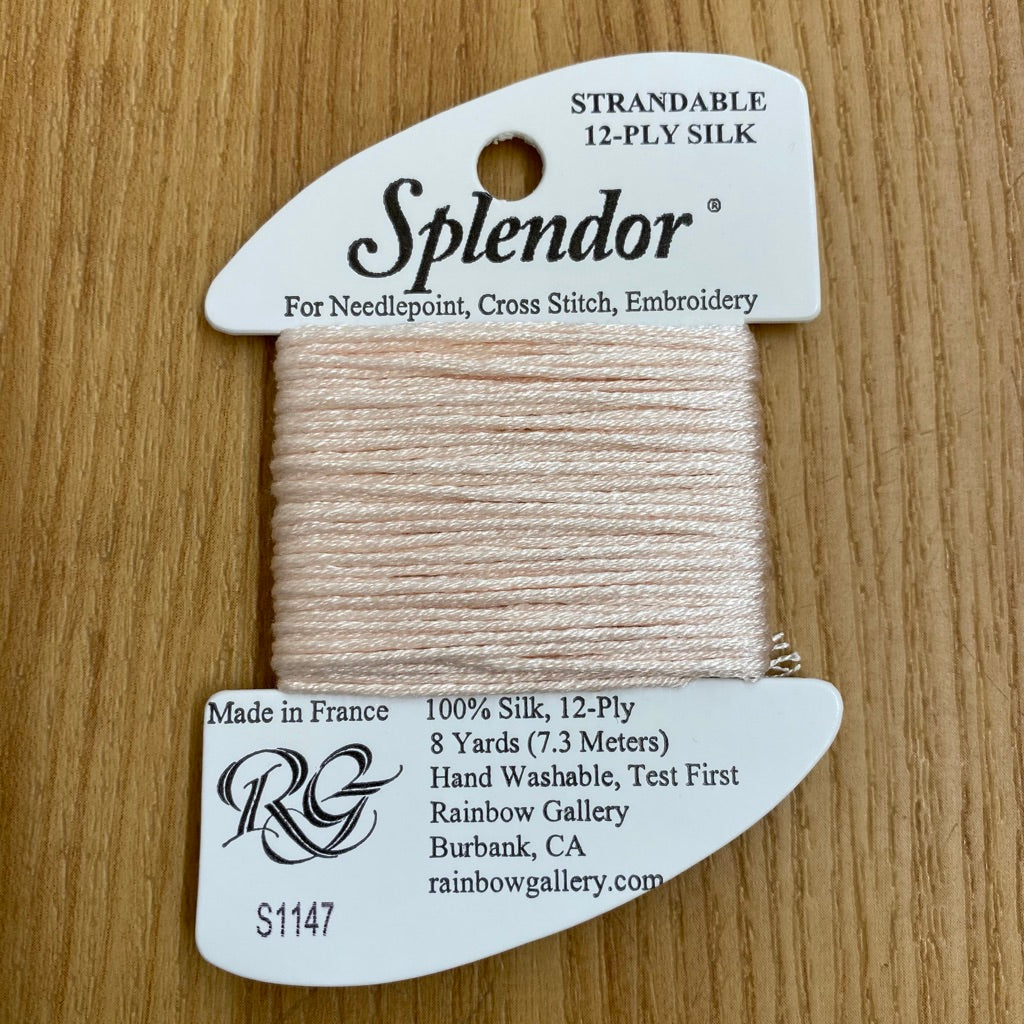 STRANDABLE
12-PLY SILK
Splendor ®
For Needlepoint, Cross Stitch, Embroidery
Made in France
100% Silk, 12-Ply
8 Yards (7.3 Meters)
Hand Washable, Test First
Rainbow Gallery
Burbank, CA
rainbowgallery.com
RG
S1147